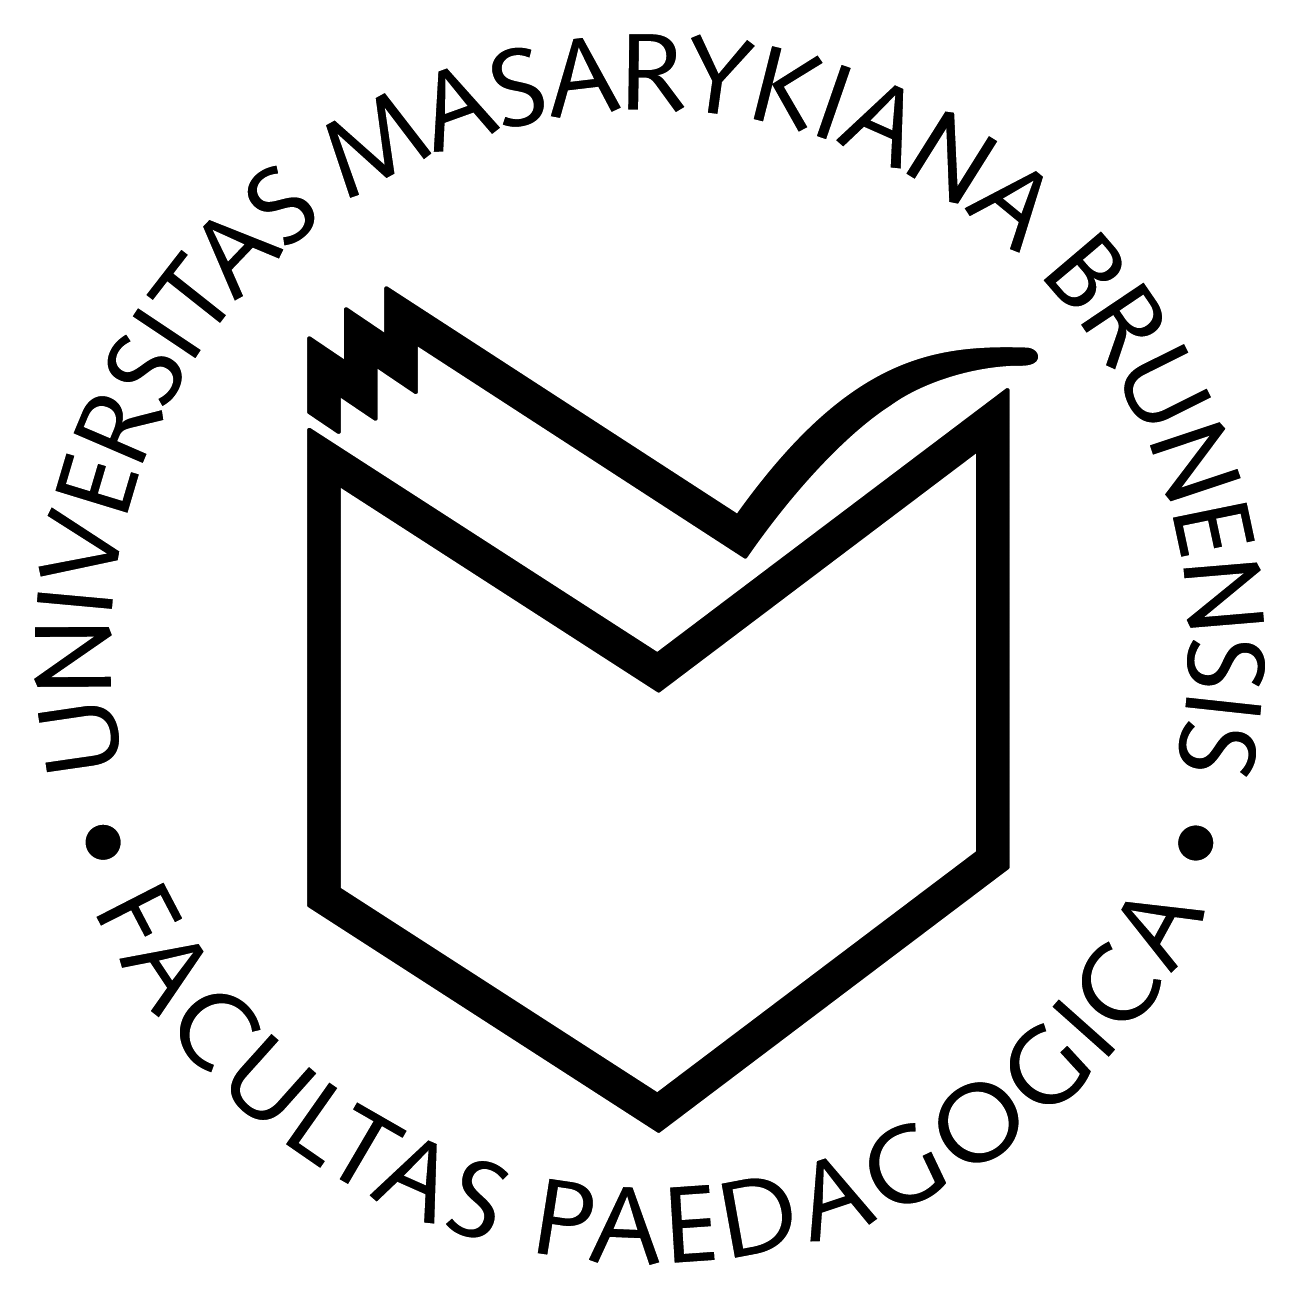 UNIVERSITAS MASARYKIANA BRUNENSIS
• FACULTAS PAEDAGOGICA •